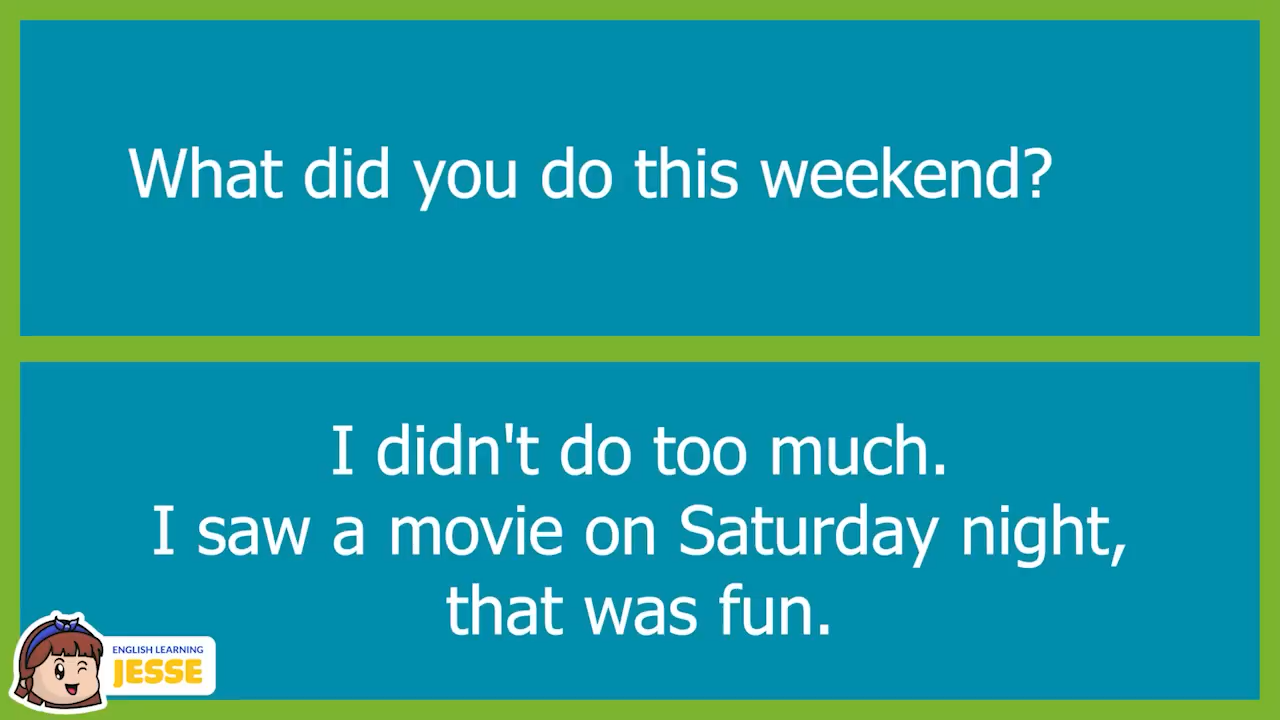 What did you do this weekend?
I didn't do too much.
I saw a movie on Saturday night,
that was fun.
ENGLISH LEARNING
JESSE